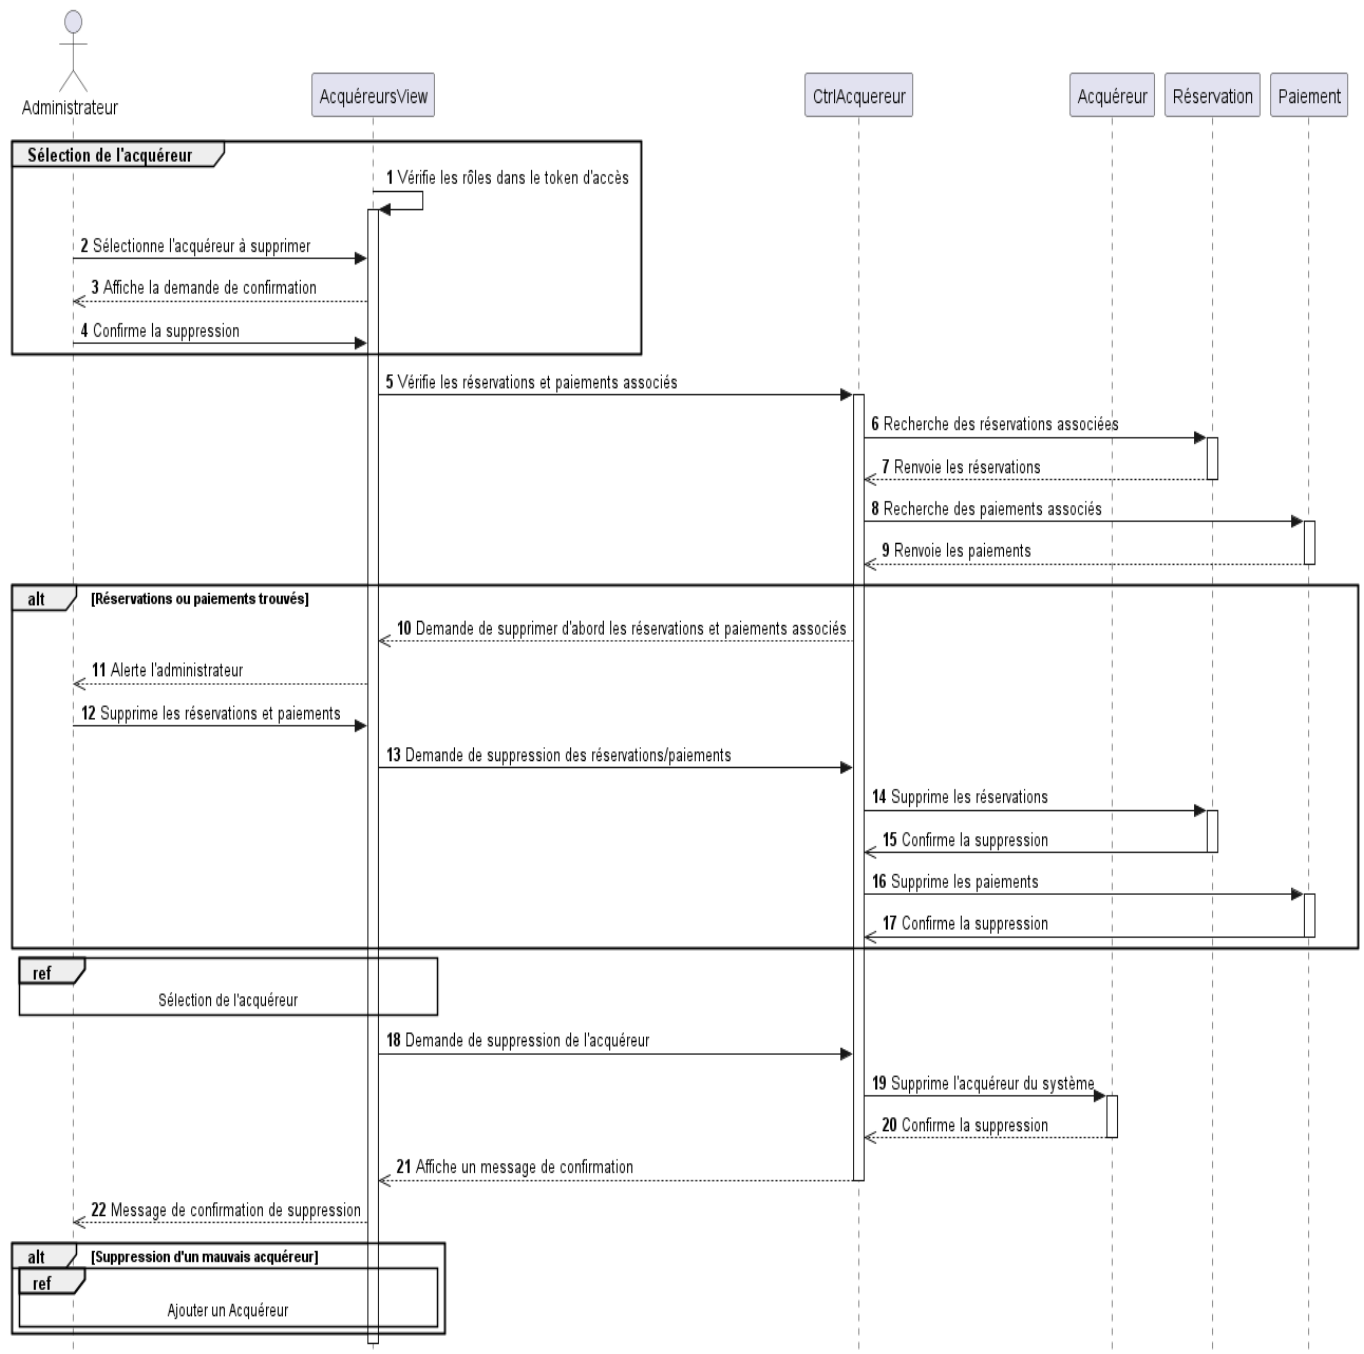 Administrateur
AcquéreursView
CtrlAcquereur
Acquéreur
Réservation
Paiement
Sélection de l'acquéreur
1 Vérifie les rôles dans le token d'accès
2 Sélectionne l'acquéreur à supprimer
3 Affiche la demande de confirmation
4 Confirme la suppression
5 Vérifie les réservations et paiements associés
6 Recherche des réservations associées
7 Renvoie les réservations
8 Recherche des paiements associés
9 Renvoie les paiements
alt [Réservations ou paiements trouvés]
10 Demande de supprimer d'abord les réservations et paiements associés
11 Alerte l'administrateur
12 Supprime les réservations et paiements
13 Demande de suppression des réservations/paiements
14 Supprime les réservations
15 Confirme la suppression
16 Supprime les paiements
17 Confirme la suppression
ref
Sélection de l'acquéreur
18 Demande de suppression de l'acquéreur
19 Supprime l'acquéreur du système
20 Confirme la suppression
21 Affiche un message de confirmation
22 Message de confirmation de suppression
alt [Suppression d'un mauvais acquéreur]
ref
Ajouter un Acquéreur